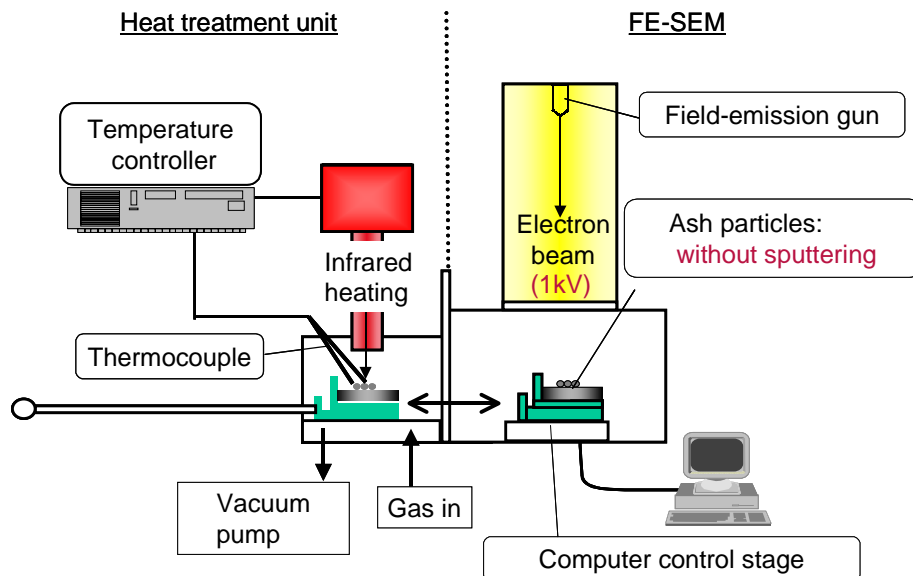 Heat treatment unit
FE-SEM
Temperature
controller
Field-emission gun
Electron
beam
(1kV)
Ash particles:
without sputtering
Infrared
heating
Thermocouple
Vacuum
pump
Gas in
Computer control stage